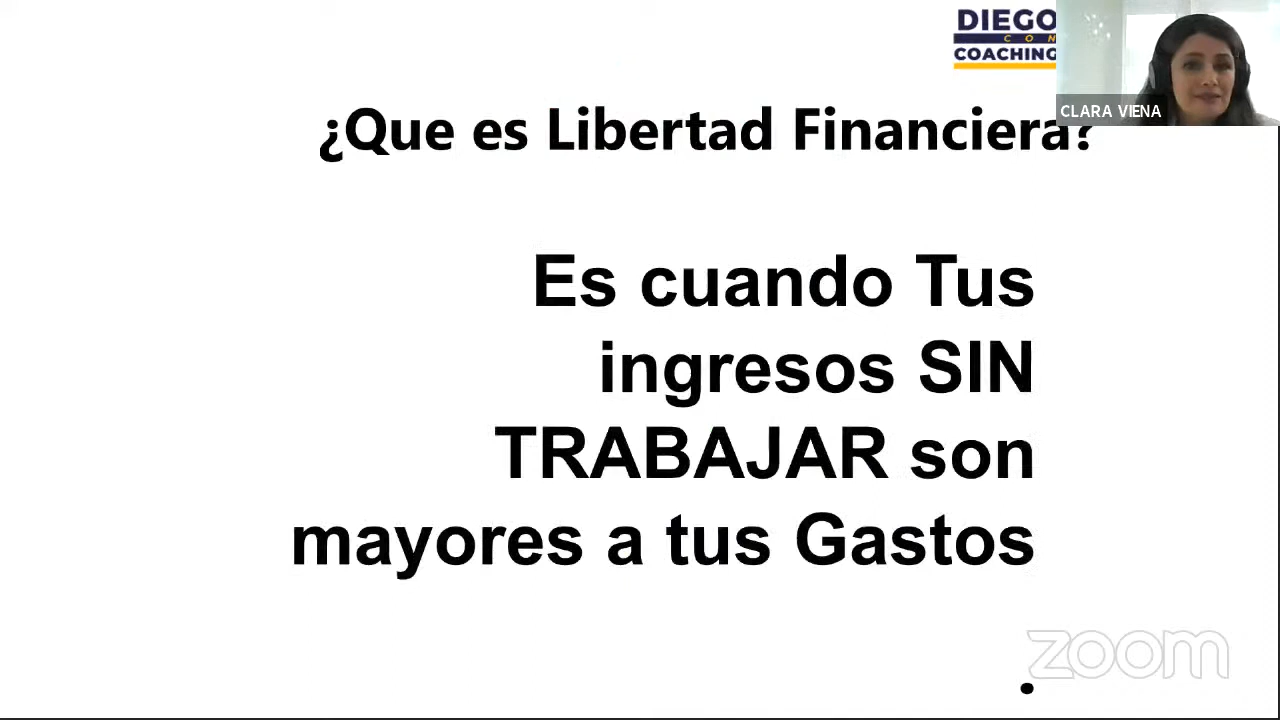 DIEGO
CON
COACHING
CLARA VIENA
¿Que es Libertad Financiera?
Es cuando Tus
ingresos SIN
TRABAJAR son
mayores a tus Gastos
.
zoom